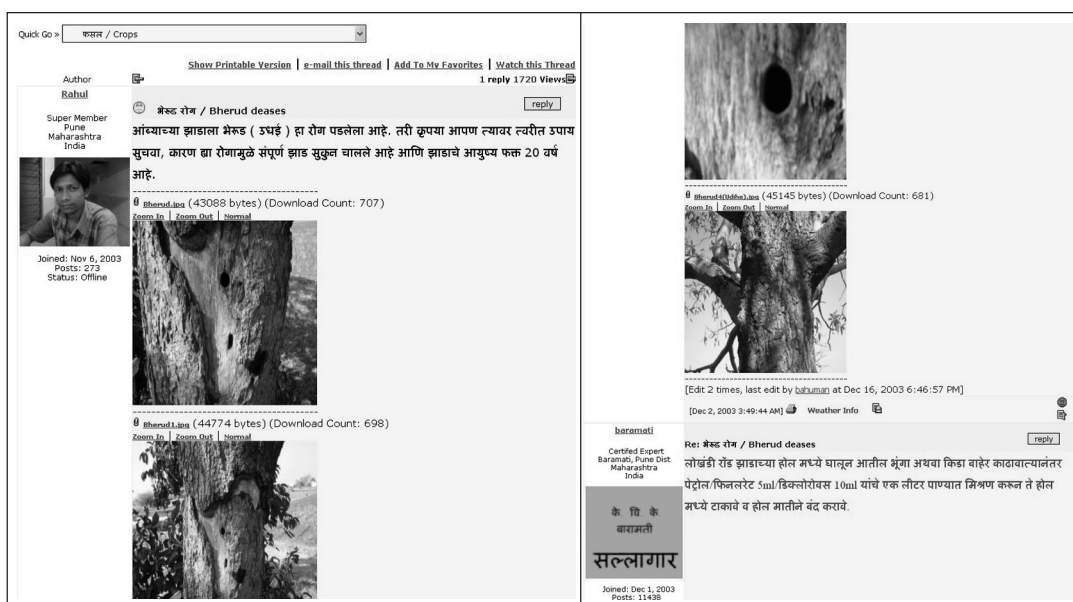 Quick Go » फसल / Crops
Show Printable Version | e-mail this thread | Add To My Favorites | Watch this Thread
Author
1 reply 1720 Views
Rahul
Super Member
Pune
Maharashtra
India
Joined: Nov 6, 2003
Posts: 273
Status: Offline
भेरूड रोग / Bherud deases
reply
आंब्याच्या झाडाला भेरूड ( उधई ) हा रोग पडलेला आहे. तरी कृपया आपण त्यावर त्वरीत उपाय
सुचवा, कारण ह्या रोगामुळे संपूर्ण झाड सुकुन चालले आहे आणि झाडाचे आयुष्य फक्त 20 वर्ष
आहे.
----------------------------------------
Bherud.jpg (43088 bytes) (Download Count: 707)
Zoom In | Zoom Out | Normal
----------------------------------------
Bherud1.jpg (44774 bytes) (Download Count: 698)
Zoom In | Zoom Out | Normal
----------------------------------------
Bherud4(Udihs).jpg (45145 bytes) (Download Count: 681)
Zoom In | Zoom Out | Normal
----------------------------------------
[Edit 2 times, last edit by bahuman at Dec 16, 2003 6:46:57 PM]
[Dec 2, 2003 3:49:44 AM] Weather Info
baramati
Certifed Expert
Baramati, Pune Dist
Maharashtra
India
के वि के
बारामती
सल्लागार
Joined: Dec 1, 2003
Posts: 11438
Re: भेरूड रोग / Bherud deases
reply
लोखंडी रॉड झाडाच्या होल मध्ये घालून आतील भूंगा अथवा किडा बाहेर काढावात्यानंतर
पेट्रोल/फिनलरेट 5ml/डिक्लोरोवस 10ml यांचे एक लीटर पाण्यात मिश्रण करून ते होल
मध्ये टाकावे व होल मातीने बंद करावे.